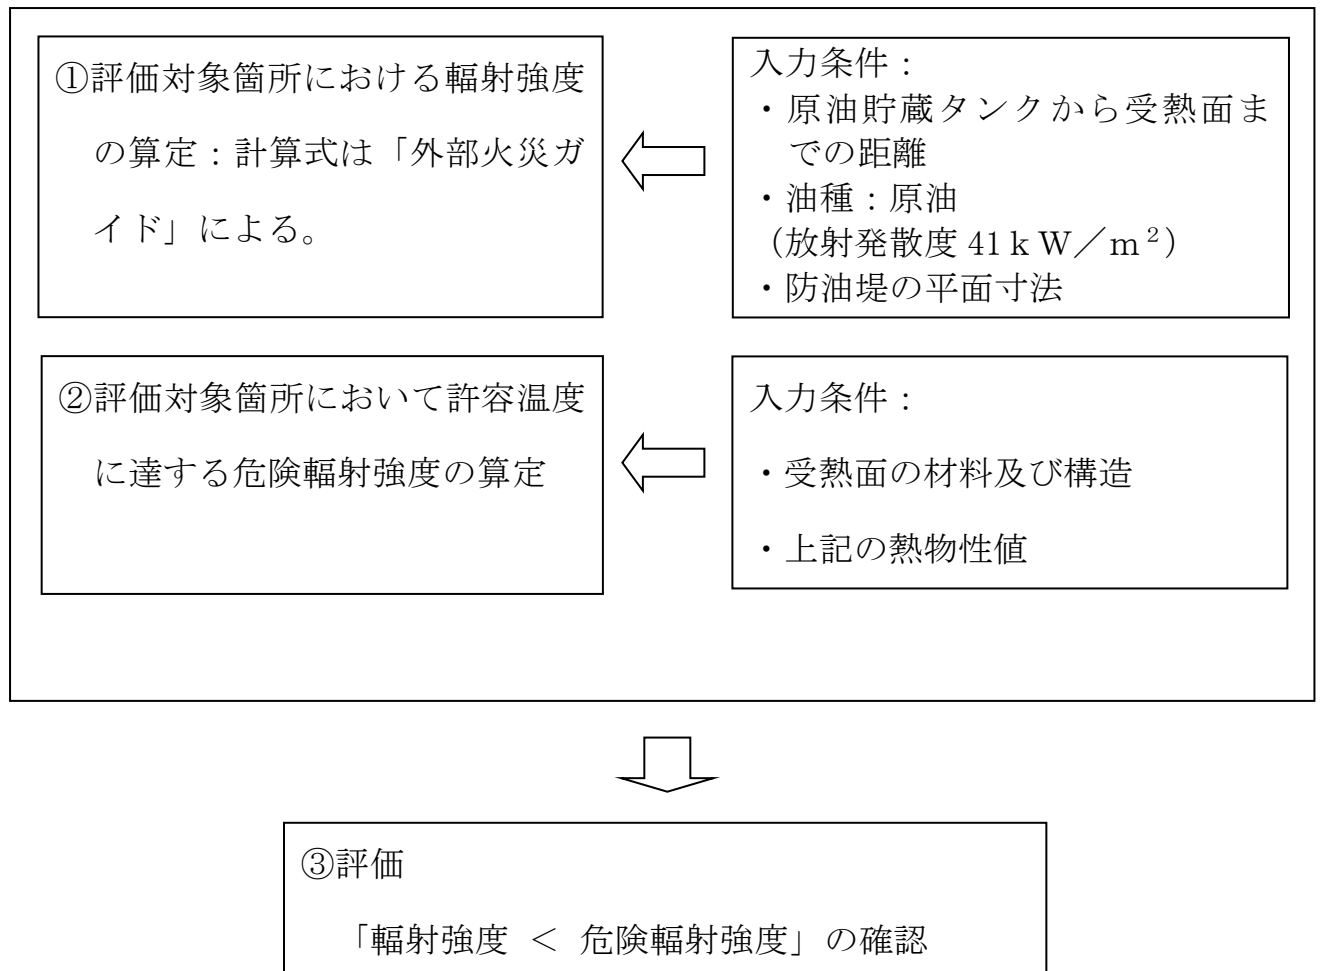 ①評価対象箇所における輻射強度
の算定：計算式は「外部火災ガ
イド」による。
入力条件：
・原油貯蔵タンクから受熱面ま
での距離
・油種：原油
（放射発散度 41ｋＷ／ｍ²）
・防油堤の平面寸法
②評価対象箇所において許容温度
に達する危険輻射強度の算定
入力条件：
・受熱面の材料及び構造
・上記の熱物性値
③評価
「輻射強度 ＜ 危険輻射強度」の確認